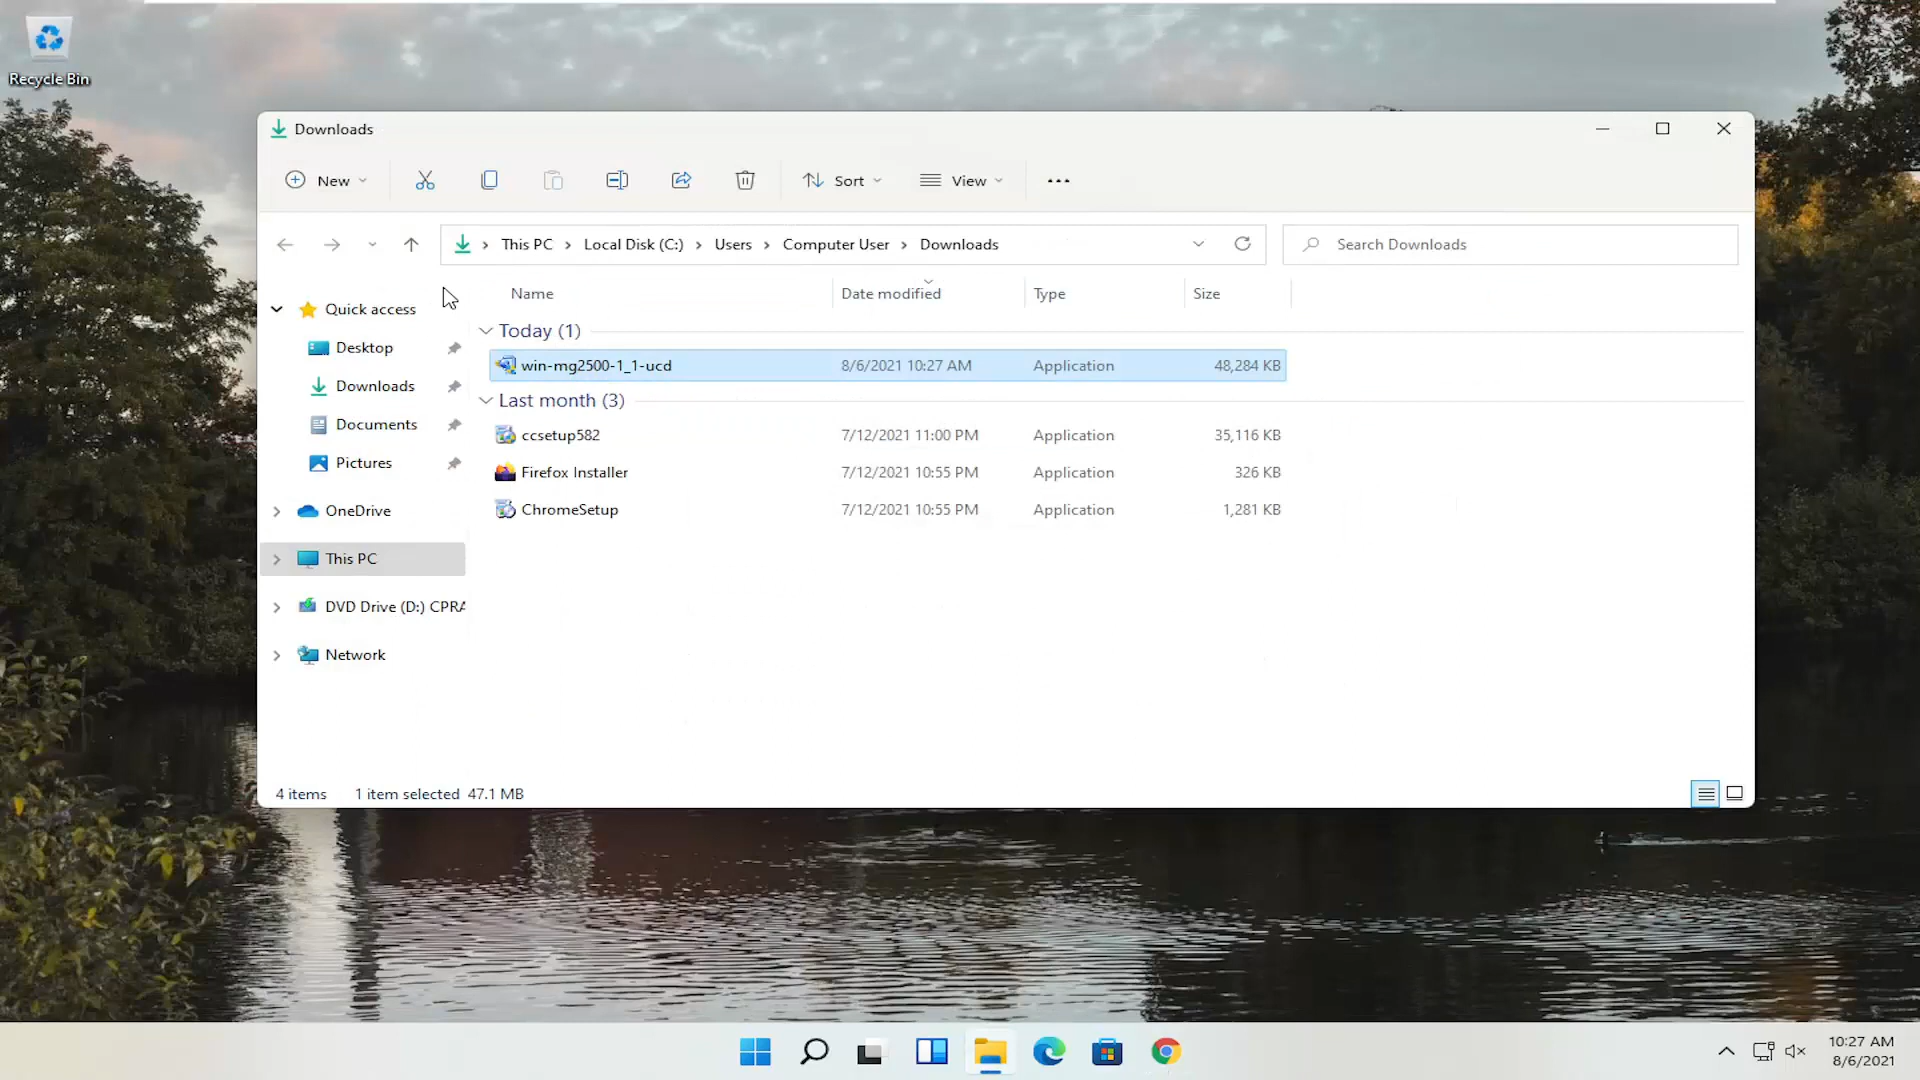 Recycle Bin
Downloads
New
Sort
View
This PC > Local Disk (C:) > Users > Computer User > Downloads
Search Downloads
Name Date modified Type Size
Quick access
Desktop
Downloads
Documents
Pictures
OneDrive
This PC
DVD Drive (D:) CPRA
Network
Today (1)
win-mg2500-1_1-ucd 8/6/2021 10:27 AM Application 48,284 KB
Last month (3)
ccsetup582 7/12/2021 11:00 PM Application 35,116 KB
Firefox Installer 7/12/2021 10:55 PM Application 326 KB
ChromeSetup 7/12/2021 10:55 PM Application 1,281 KB
4 items 1 item selected 47.1 MB
10:27 AM
8/6/2021